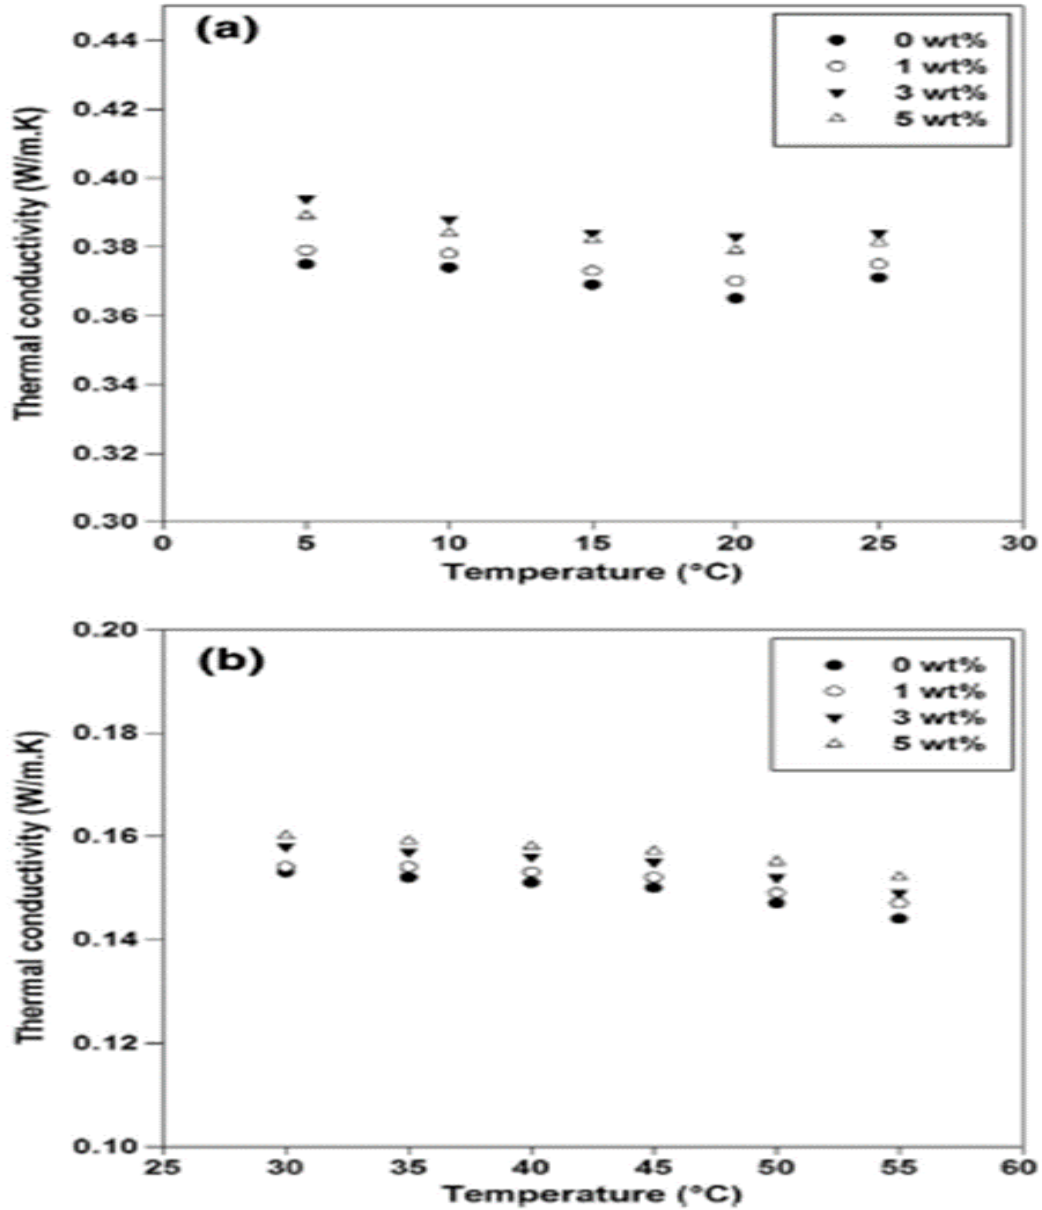 (a)
0 wt%
1 wt%
3 wt%
5 wt%
Thermal conductivity (W/m.K)
0.44
0.42
0.40
0.38
0.36
0.34
0.32
0.30
0 5 10 15 20 25 30
Temperature (°C)
(b)
0 wt%
1 wt%
3 wt%
5 wt%
Thermal conductivity (W/m.K)
0.20
0.18
0.16
0.14
0.12
0.10
25 30 35 40 45 50 55 60
Temperature (°C)